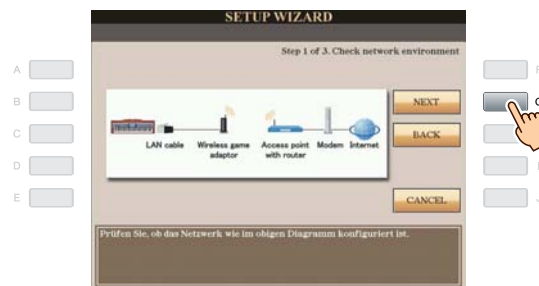 SETUP WIZARD
Step 1 of 3. Check network environment
A
B
C
D
E
NEXT
BACK
CANCEL
LAN cable
Wireless game adaptor
Access point with router
Modem
Internet
Prüfen Sie, ob das Netzwerk wie im obigen Diagramm konfiguriert ist.